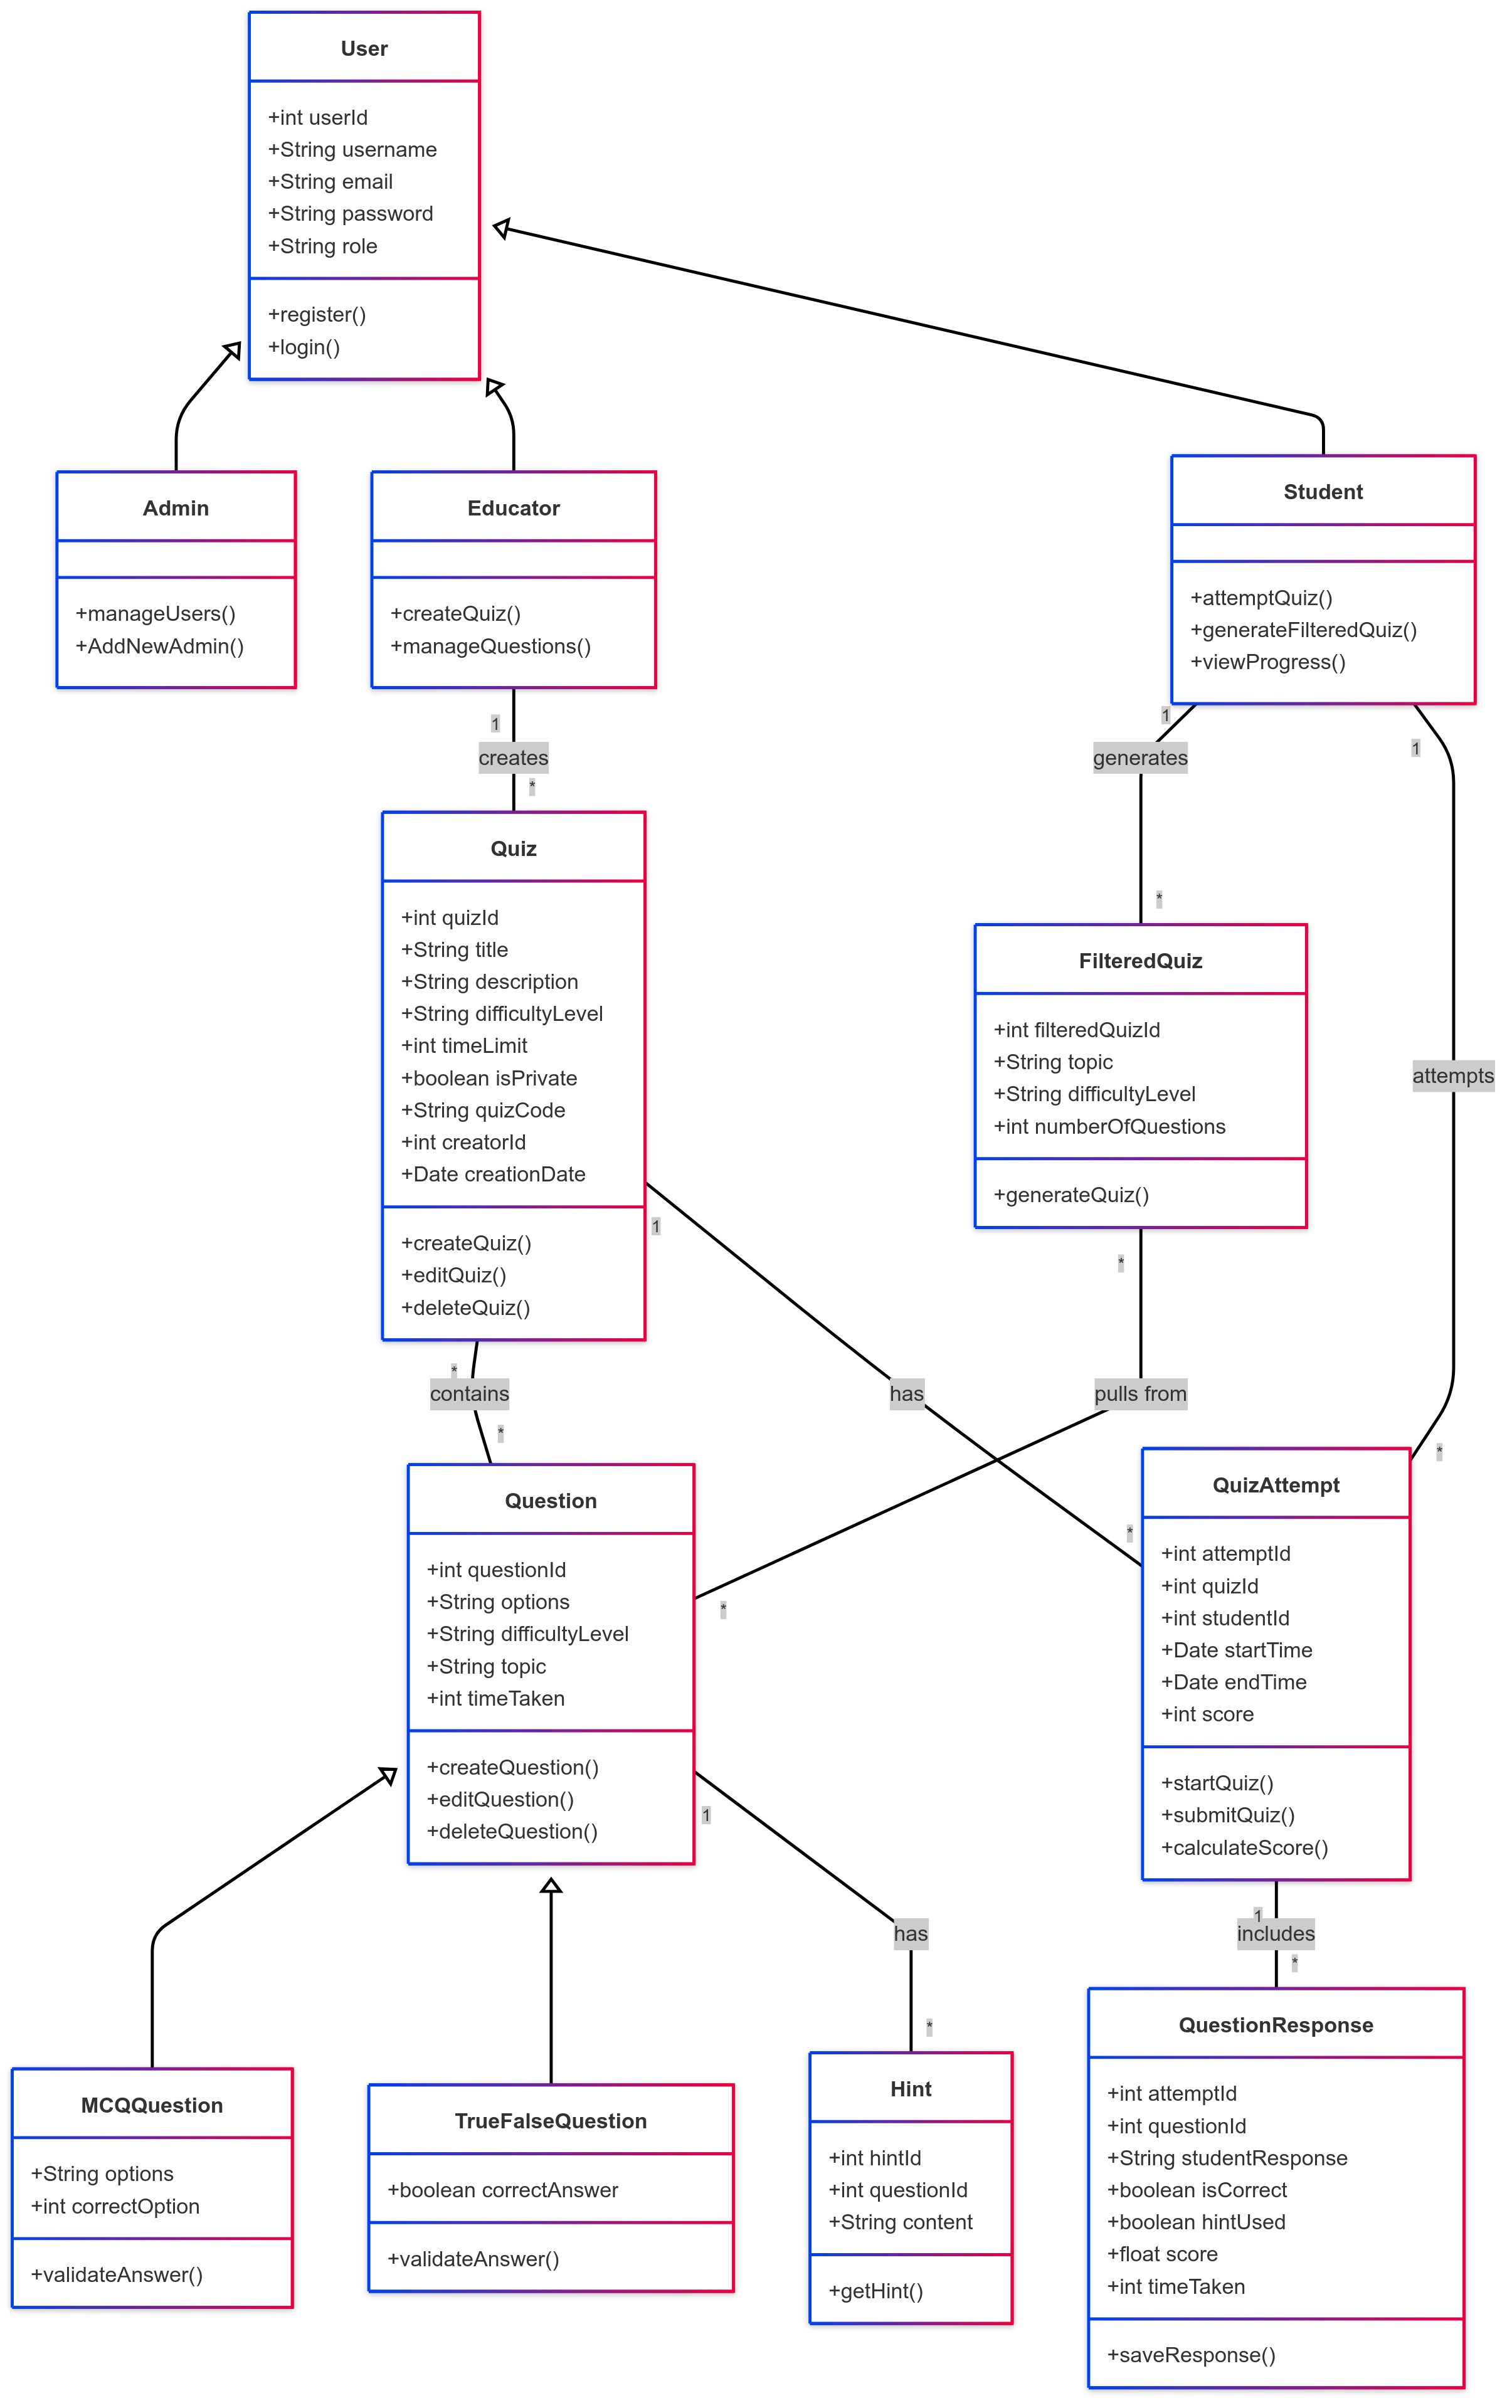 User
+int userId
+String username
+String email
+String password
+String role
+register()
+login()
Admin
+manageUsers()
+AddNewAdmin()
Educator
+createQuiz()
+manageQuestions()
Student
+attemptQuiz()
+generateFilteredQuiz()
+viewProgress()
1
creates
*
1
generates
*
1
attempts
*
Quiz
+int quizId
+String title
+String description
+String difficultyLevel
+int timeLimit
+boolean isPrivate
+String quizCode
+int creatorId
+Date creationDate
+createQuiz()
+editQuiz()
+deleteQuiz()
FilteredQuiz
+int filteredQuizId
+String topic
+String difficultyLevel
+int numberOfQuestions
+generateQuiz()
1
has
*
*
contains
*
*
pulls from
*
Question
+int questionId
+String options
+String difficultyLevel
+String topic
+int timeTaken
+createQuestion()
+editQuestion()
+deleteQuestion()
QuizAttempt
+int attemptId
+int quizId
+int studentId
+Date startTime
+Date endTime
+int score
+startQuiz()
+submitQuiz()
+calculateScore()
1
has
*
1
includes
*
MCQQuestion
+String options
+int correctOption
+validateAnswer()
TrueFalseQuestion
+boolean correctAnswer
+validateAnswer()
Hint
+int hintId
+int questionId
+String content
+getHint()
QuestionResponse
+int attemptId
+int questionId
+String studentResponse
+boolean isCorrect
+boolean hintUsed
+float score
+int timeTaken
+saveResponse()